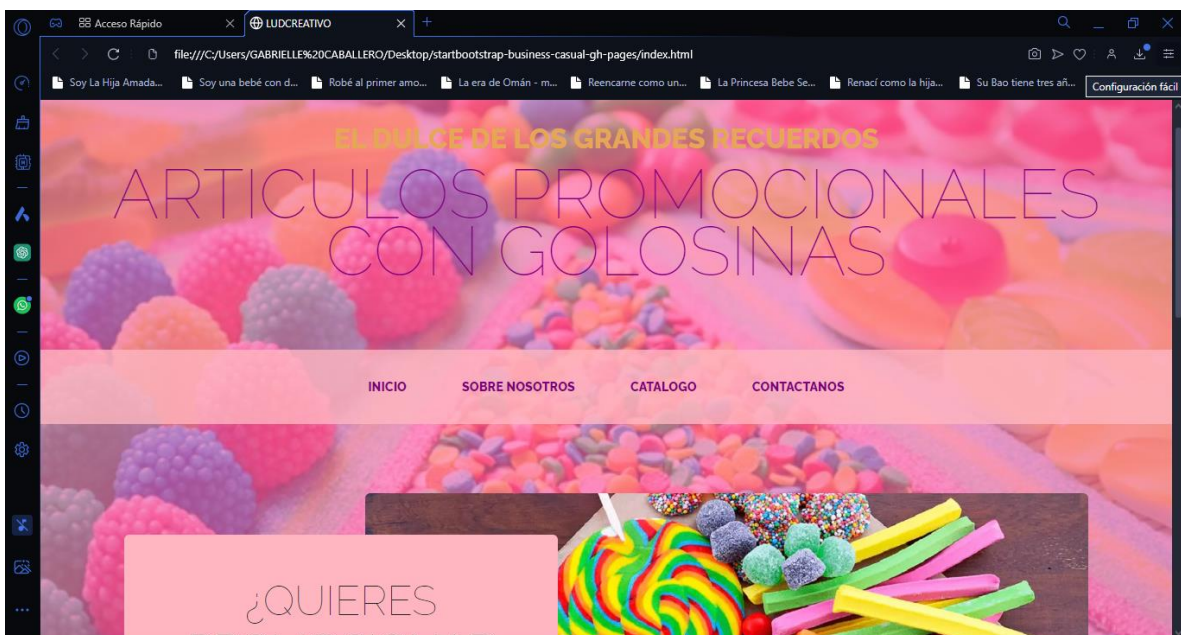 Acceso Rápido
LUDCREATIVO
file:///C:/Users/GABRIELLE%20CABALLERO/Desktop/startbootstrap-business-casual-gh-pages/index.html
Soy La Hija Amada... Soy una bebé con d... Robé al primer amo... La era de Omán - m... Reencarne como un... La Princesa Bebe Se... Renací como la hija... Su Bao tiene tres añ...
Configuración fácil
EL DULCE DE LOS GRANDES RECUERDOS
ARTICULOS PROMOCIONALES
CON GOLOSINAS
INICIO SOBRE NOSOTROS CATALOGO CONTACTANOS
¿QUIERES